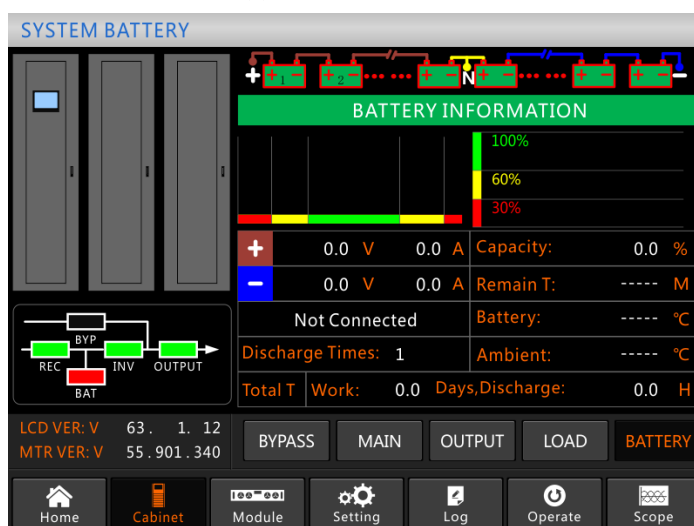 SYSTEM BATTERY
+ + 1 - + 2 - ... ... + - N + - ... ... + - + - -
BATTERY INFORMATION
100%
60%
30%
+ 0.0 V 0.0 A Capacity: 0.0 %
- 0.0 V 0.0 A Remain T: ----- M
Not Connected Battery: ----- ℃
Discharge Times: 1 Ambient: ----- ℃
Total T Work: 0.0 Days,Discharge: 0.0 H
BYP
REC INV OUTPUT
BAT
LCD VER: V 63. 1. 12
MTR VER: V 55.901.340
BYPASS MAIN OUTPUT LOAD BATTERY
Home Cabinet Module Setting Log Operate Scope